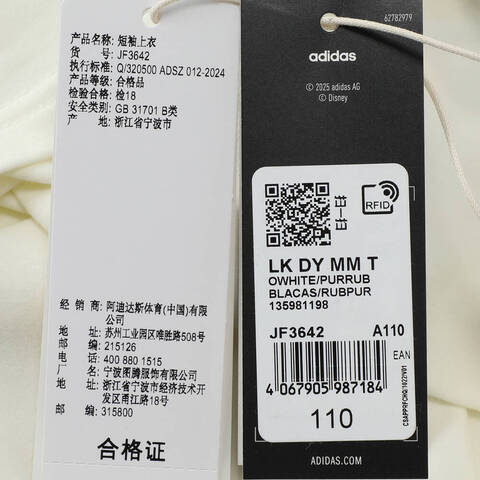 产品名称: 短袖上衣
货 号: JF3642
执行标准: Q/320500 ADSZ 012-2024
产品等级: 合格品
检验合格: 检18
安全类别: GB 31701 B类
产 地: 浙江省宁波市
经 销 商: 阿迪达斯体育(中国)有限
公司
地 址: 苏州工业园区唯胜路508号
邮 编: 215126
电 话: 400 880 1515
厂 名: 宁波图腾服饰有限公司
地 址: 浙江省宁波市经济技术开
发区甬江路18号
邮 编: 315800
合格证
62782979
adidas
© 2025 adidas AG
© Disney
RFID
LK DY MM T
OWHITE/PURRUB
BLACAS/RUBPUR
135981198
JF3642 A110
EAN
4 067905 987184
110
ADIDAS.COM